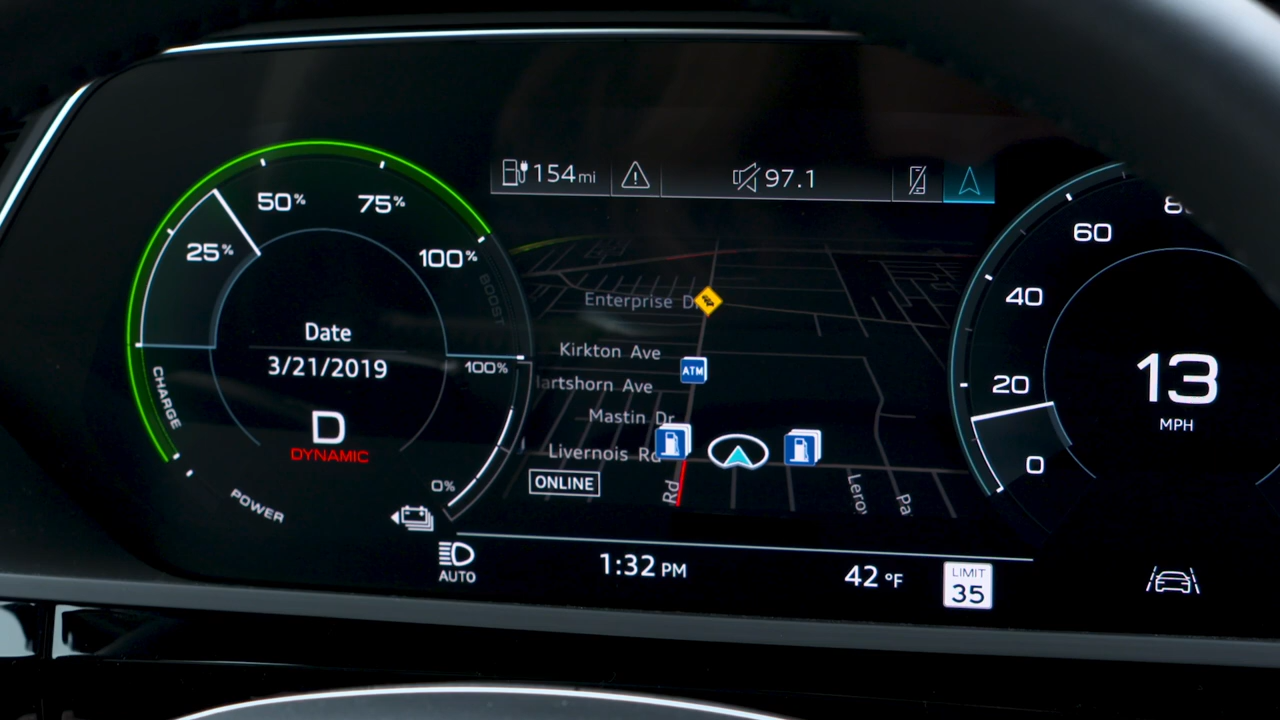 154 mi
97.1
50%
75%
25%
100%
BOOST
Date
3/21/2019
D
DYNAMIC
CHARGE
POWER
100%
0%
AUTO
Enterprise
Kirkton Ave
artshorn Ave
ATM
Mastin Dr
Livernois Rd
ONLINE
Rd
1:32 PM
42 °F
LIMIT
35
60
40
20
0
13
MPH